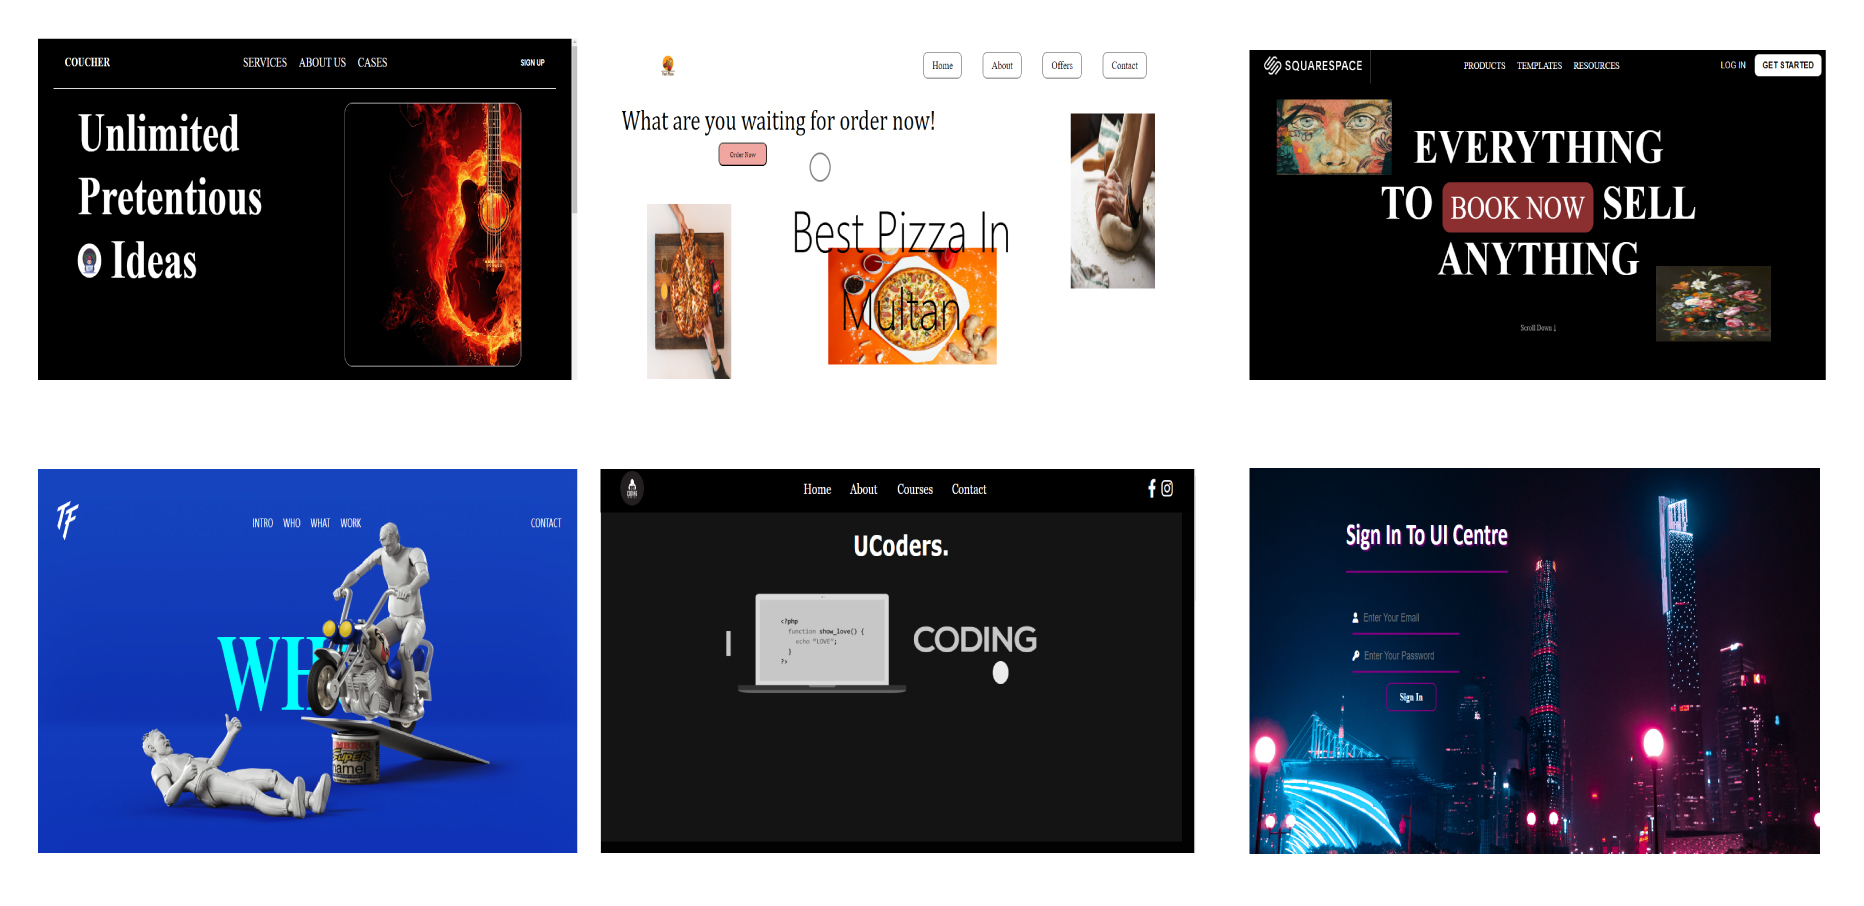 COUCHER
SERVICES ABOUT US CASES
SIGN UP
Unlimited
Pretentious
Ideas
Home About Offers Contact
What are you waiting for order now!
Order Now
Best Pizza In
Multan
SQUARESPACE
PRODUCTS TEMPLATES RESOURCES
LOG IN GET STARTED
EVERYTHING
TO BOOK NOW SELL
ANYTHING
Scroll Down ↓
TF
INTRO WHO WHAT WORK
CONTACT
WH
SUPER
Home About Courses Contact
UCoders.
I
<?php
function show_love() {
echo "LOVE";
}
?>
CODING
Sign In To UI Centre
Enter Your Email
Enter Your Password
Sign In